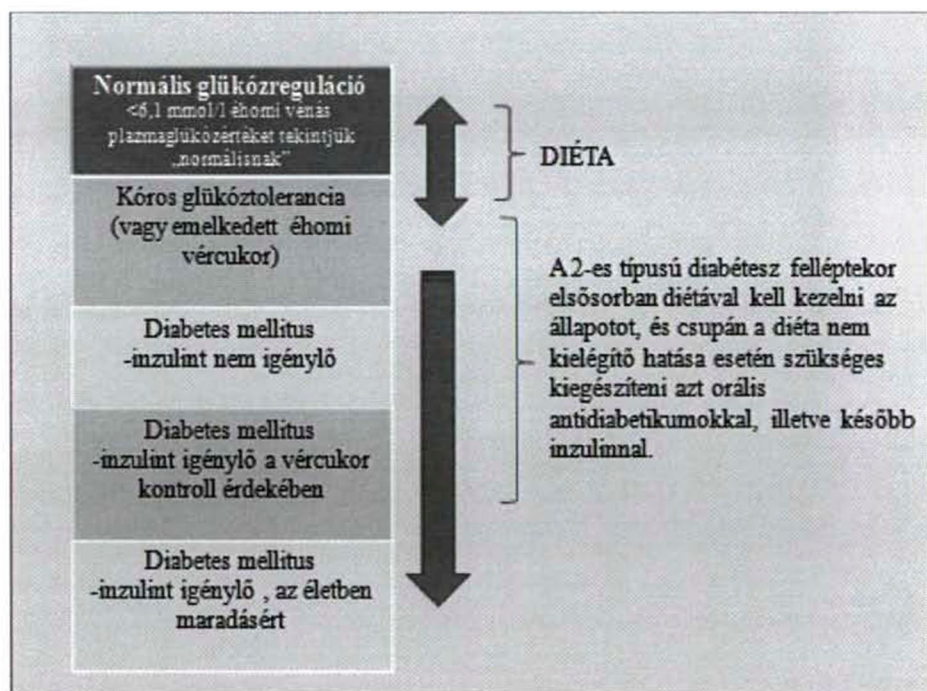 Normális glükózreguláció
<6,1 mmol/l éhomi vénás
plazmaglükózértéket tekintjük
„normálisnak”
DIÉTA
Kóros glükóztolerancia
(vagy emelkedett éhomi
vércukor)
Diabetes mellitus
-inzulint nem igénylő
Diabetes mellitus
-inzulint igénylő a vércukor
kontroll érdekében
Diabetes mellitus
-inzulint igénylő , az életben
maradásért
A 2-es típusú diabétesz felléptekor
elsősorban diétával kell kezelni az
állapotot, és csupán a diéta nem
kielégítő hatása esetén szükséges
kiegészíteni azt orális
antidiabetikumokkal, illetve később
inzulinnal.